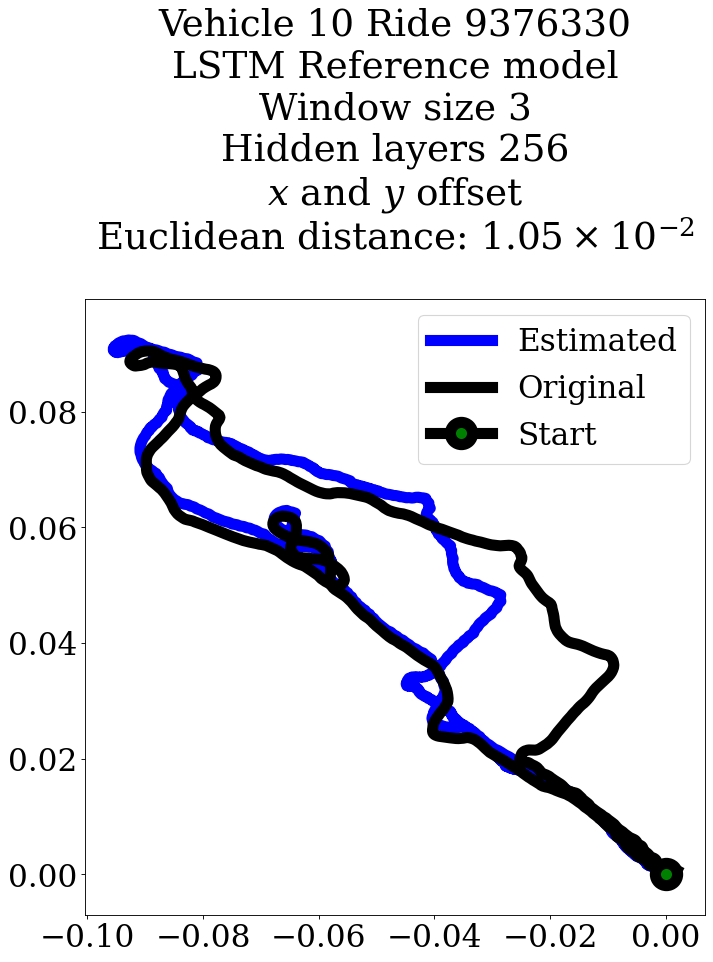 Vehicle 10 Ride 9376330
LSTM Reference model
Window size 3
Hidden layers 256
x and y offset
Euclidean distance: 1.05 × 10⁻²
Estimated
Original
Start
0.08
0.06
0.04
0.02
0.00
−0.10 −0.08 −0.06 −0.04 −0.02 0.00